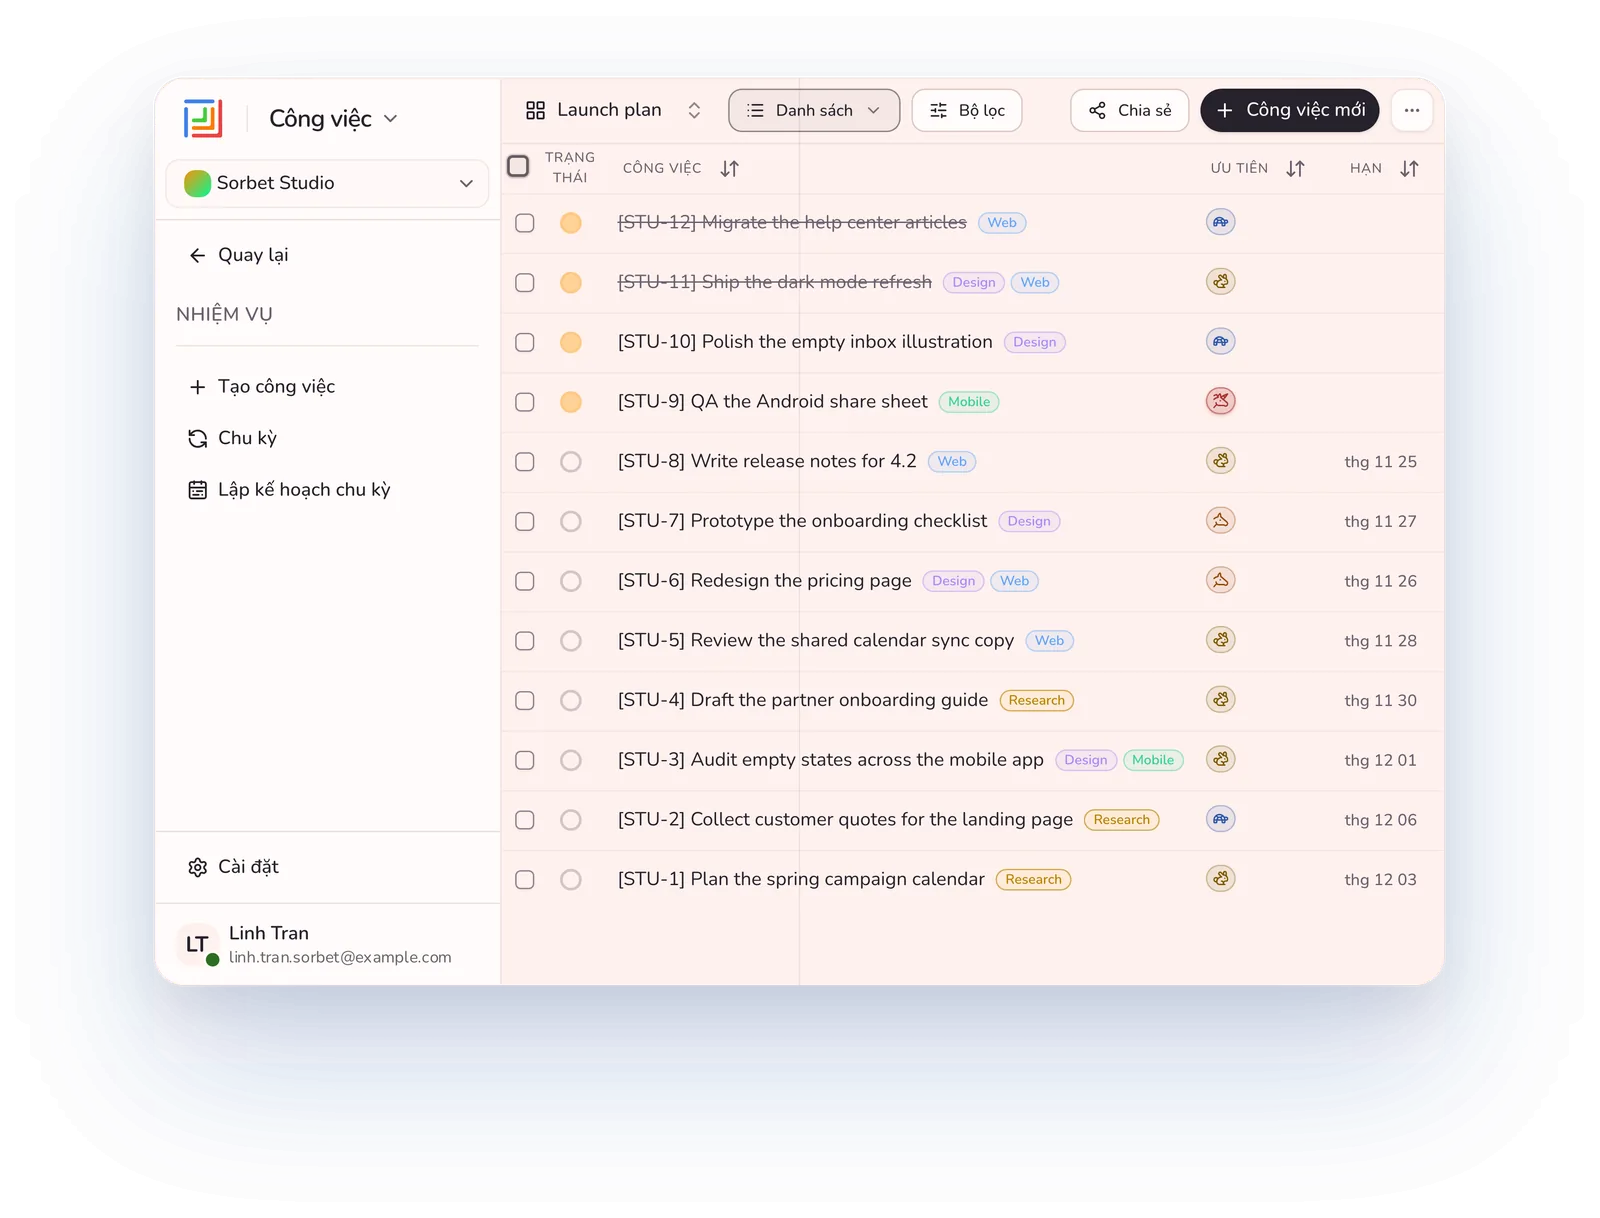 Công việc
Sorbet Studio
Quay lại
NHIỆM VỤ
Tạo công việc
Chu kỳ
Lập kế hoạch chu kỳ
Cài đặt
LT
Linh Tran
linh.tran.sorbet@example.com
Launch plan
Danh sách
Bộ lọc
Chia sẻ
Công việc mới
TRẠNG THÁI
CÔNG VIỆC
ƯU TIÊN
HẠN
[STU-12] Migrate the help center articles Web
[STU-11] Ship the dark mode refresh Design Web
[STU-10] Polish the empty inbox illustration Design
[STU-9] QA the Android share sheet Mobile
[STU-8] Write release notes for 4.2 Web thg 11 25
[STU-7] Prototype the onboarding checklist Design thg 11 27
[STU-6] Redesign the pricing page Design Web thg 11 26
[STU-5] Review the shared calendar sync copy Web thg 11 28
[STU-4] Draft the partner onboarding guide Research thg 11 30
[STU-3] Audit empty states across the mobile app Design Mobile thg 12 01
[STU-2] Collect customer quotes for the landing page Research thg 12 06
[STU-1] Plan the spring campaign calendar Research thg 12 03